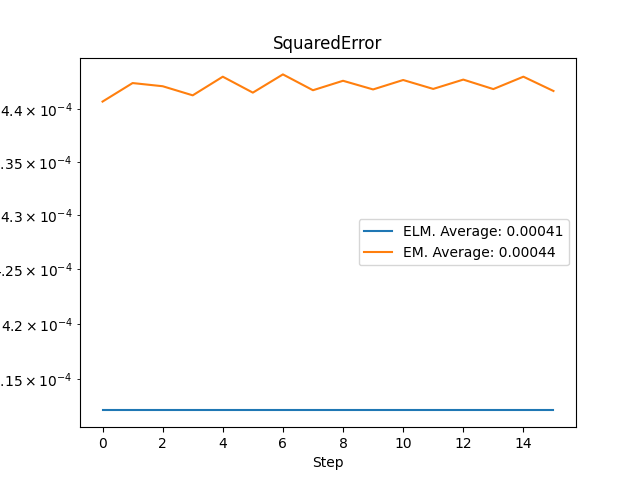 SquaredError
4.4 × 10⁻⁴
.35 × 10⁻⁴
4.3 × 10⁻⁴
.25 × 10⁻⁴
4.2 × 10⁻⁴
.15 × 10⁻⁴
ELM. Average: 0.00041
EM. Average: 0.00044
0 2 4 6 8 10 12 14
Step